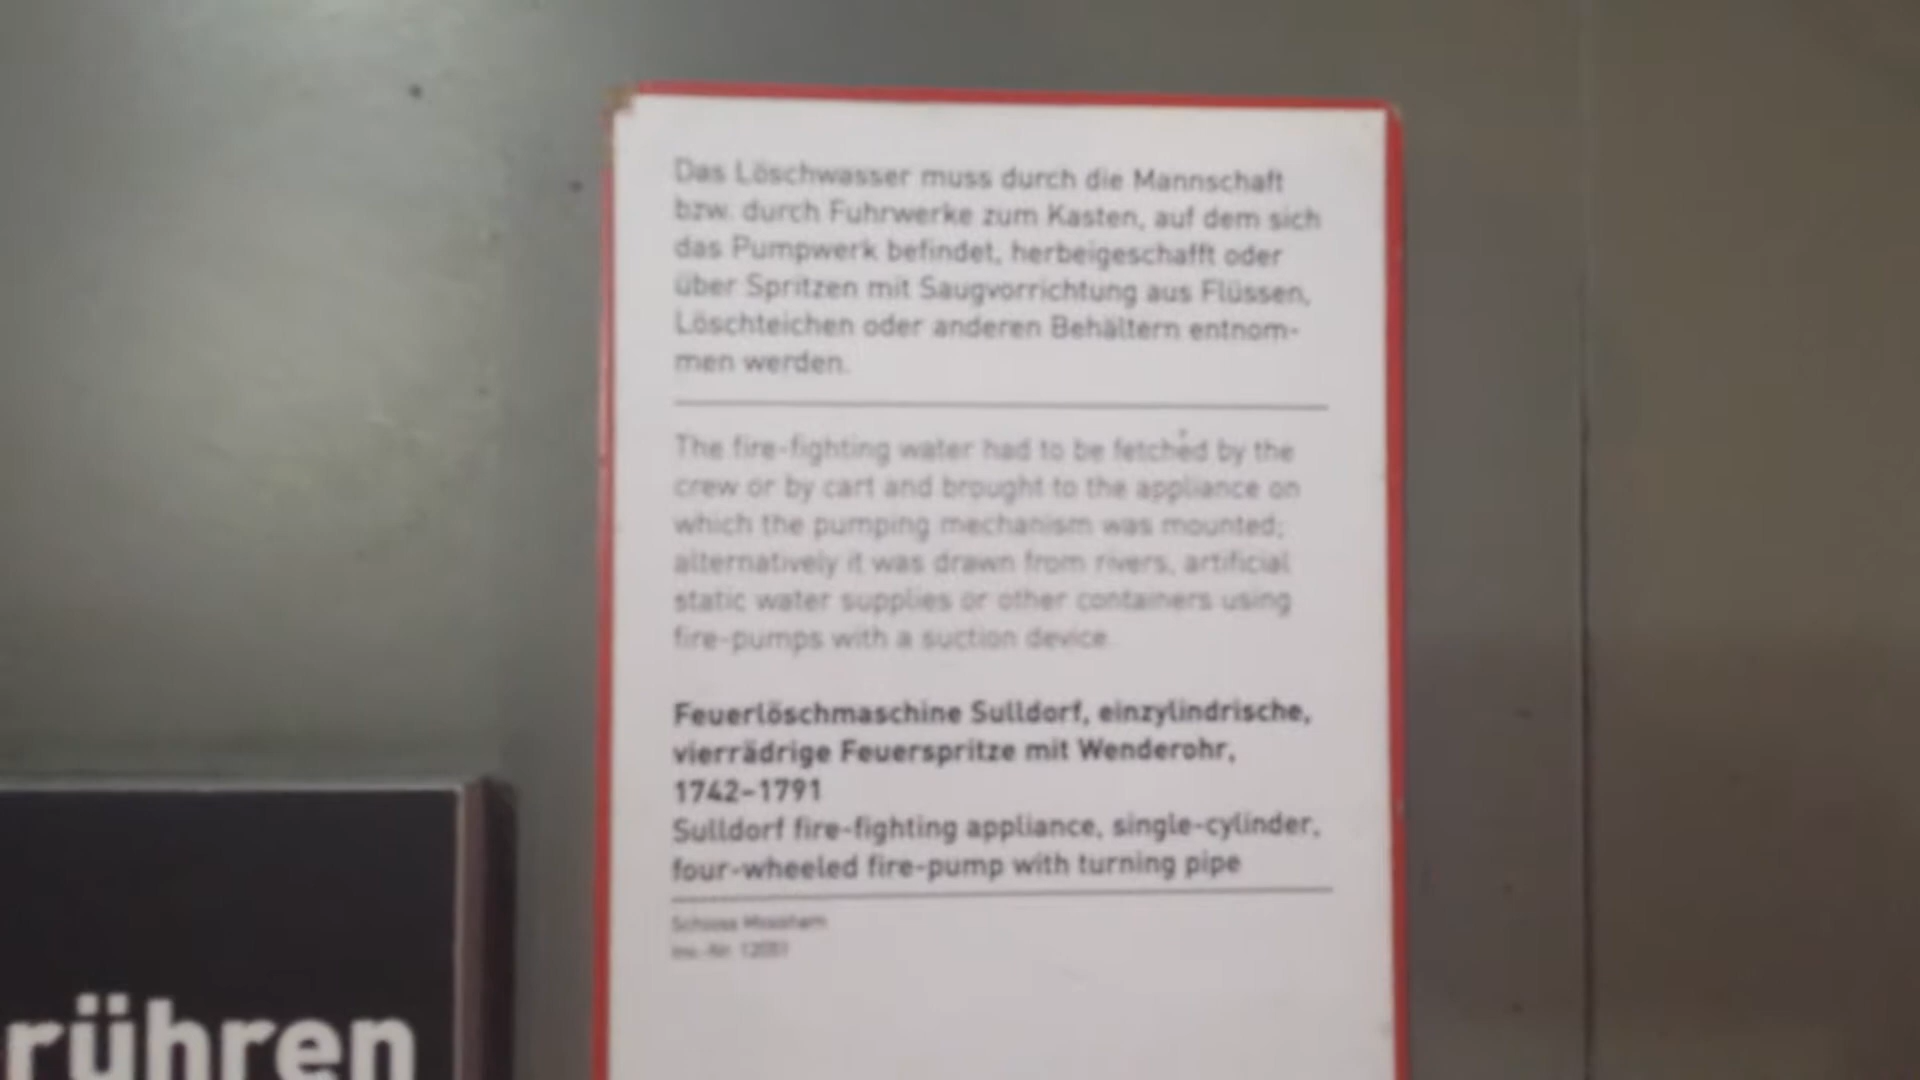 Das Löschwasser muss durch die Mannschaft
bzw. durch Fuhrwerke zum Kasten, auf dem sich
das Pumpwerk befindet, herbeigeschafft oder
über Spritzen mit Saugvorrichtung aus Flüssen,
Löschteichen oder anderen Behältern entnom-
men werden.
The fire-fighting water had to be fetched by the
crew or by cart and brought to the appliance on
which the pumping mechanism was mounted;
alternatively it was drawn from rivers, artificial
static water supplies or other containers using
fire-pumps with a suction device.
Feuerlöschmaschine Sulldorf, einzylindrische,
vierrädrige Feuerspritze mit Wenderohr,
1742–1791
Sulldorf fire-fighting appliance, single-cylinder,
four-wheeled fire-pump with turning pipe
Schloss
Inv.-Nr.
rühren